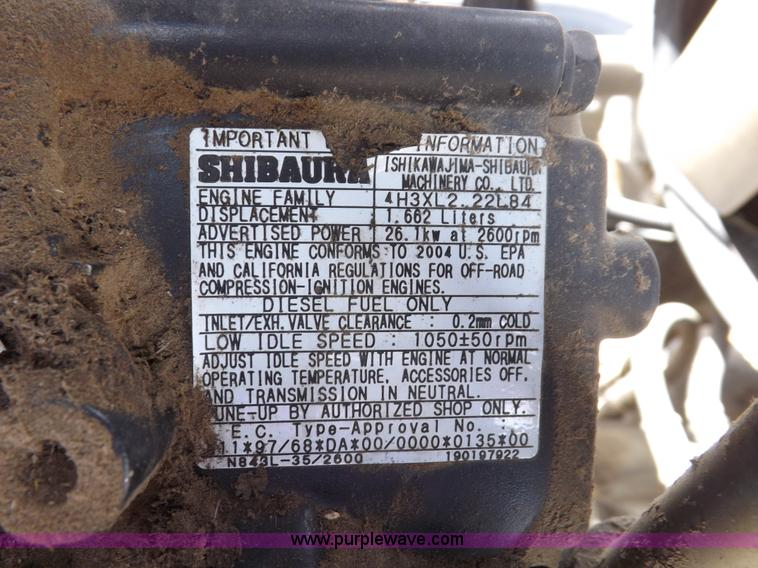 IMPORTANT INFORMATION
SHIBAURA ISHIKAWAJIMA-SHIBAURA
MACHINERY CO., LTD.
ENGINE FAMILY 4H3XL2.22L84
DISPLACEMENT 1.662 Liters
ADVERTISED POWER 26.1kw at 2600rpm
THIS ENGINE CONFORMS TO 2004 U.S. EPA
AND CALIFORNIA REGULATIONS FOR OFF-ROAD
COMPRESSION-IGNITION ENGINES.
DIESEL FUEL ONLY
INLET/EXH. VALVE CLEARANCE : 0.2mm COLD
LOW IDLE SPEED : 1050±50rpm
ADJUST IDLE SPEED WITH ENGINE AT NORMAL
OPERATING TEMPERATURE, ACCESSORIES OFF,
AND TRANSMISSION IN NEUTRAL.
TUNE-UP BY AUTHORIZED SHOP ONLY.
E.C. Type-Approval No. :
11*97/68*DA*00/0000*0135*00
N843L-35/2600 190197922
www.purplewave.com